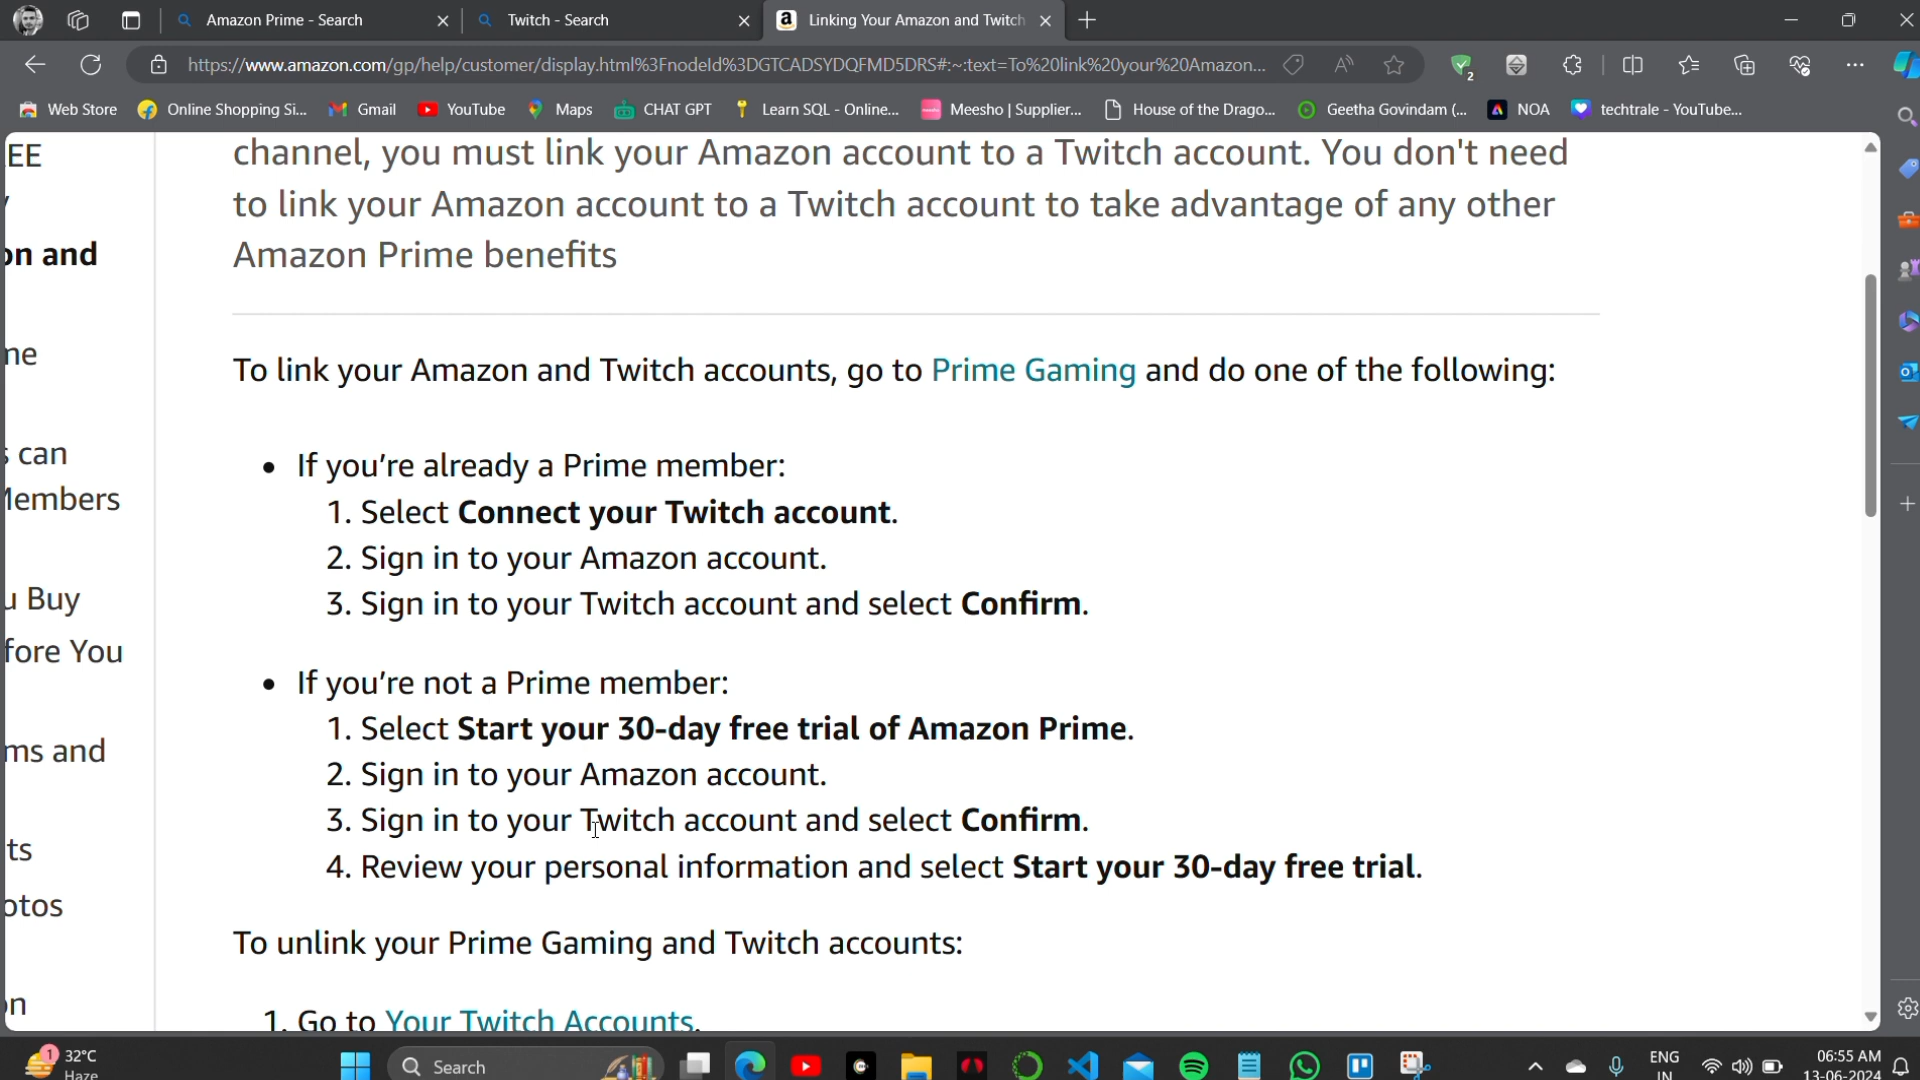 Amazon Prime - Search
Twitch - Search
Linking Your Amazon and Twitch
https://www.amazon.com/gp/help/customer/display.html%3FnodeId%3DGTCADSYDQFMD5DRS#:~:text=To%20link%20your%20Amazon...
2
Web Store
Online Shopping Si...
Gmail
YouTube
Maps
CHAT GPT
Learn SQL - Online...
Meesho | Supplier...
House of the Drago...
Geetha Govindam (...
NOA
techtrale - YouTube...
EE
on and
me
s can
Members
u Buy
fore You
ms and
ts
otos
on
channel, you must link your Amazon account to a Twitch account. You don't need
to link your Amazon account to a Twitch account to take advantage of any other
Amazon Prime benefits
To link your Amazon and Twitch accounts, go to Prime Gaming and do one of the following:
• If you're already a Prime member:
1. Select Connect your Twitch account.
2. Sign in to your Amazon account.
3. Sign in to your Twitch account and select Confirm.
• If you're not a Prime member:
1. Select Start your 30-day free trial of Amazon Prime.
2. Sign in to your Amazon account.
3. Sign in to your Twitch account and select Confirm.
4. Review your personal information and select Start your 30-day free trial.
To unlink your Prime Gaming and Twitch accounts:
1. Go to Your Twitch Accounts.
1
32°C
Haze
Search
ENG
IN
06:55 AM
13-06-2024